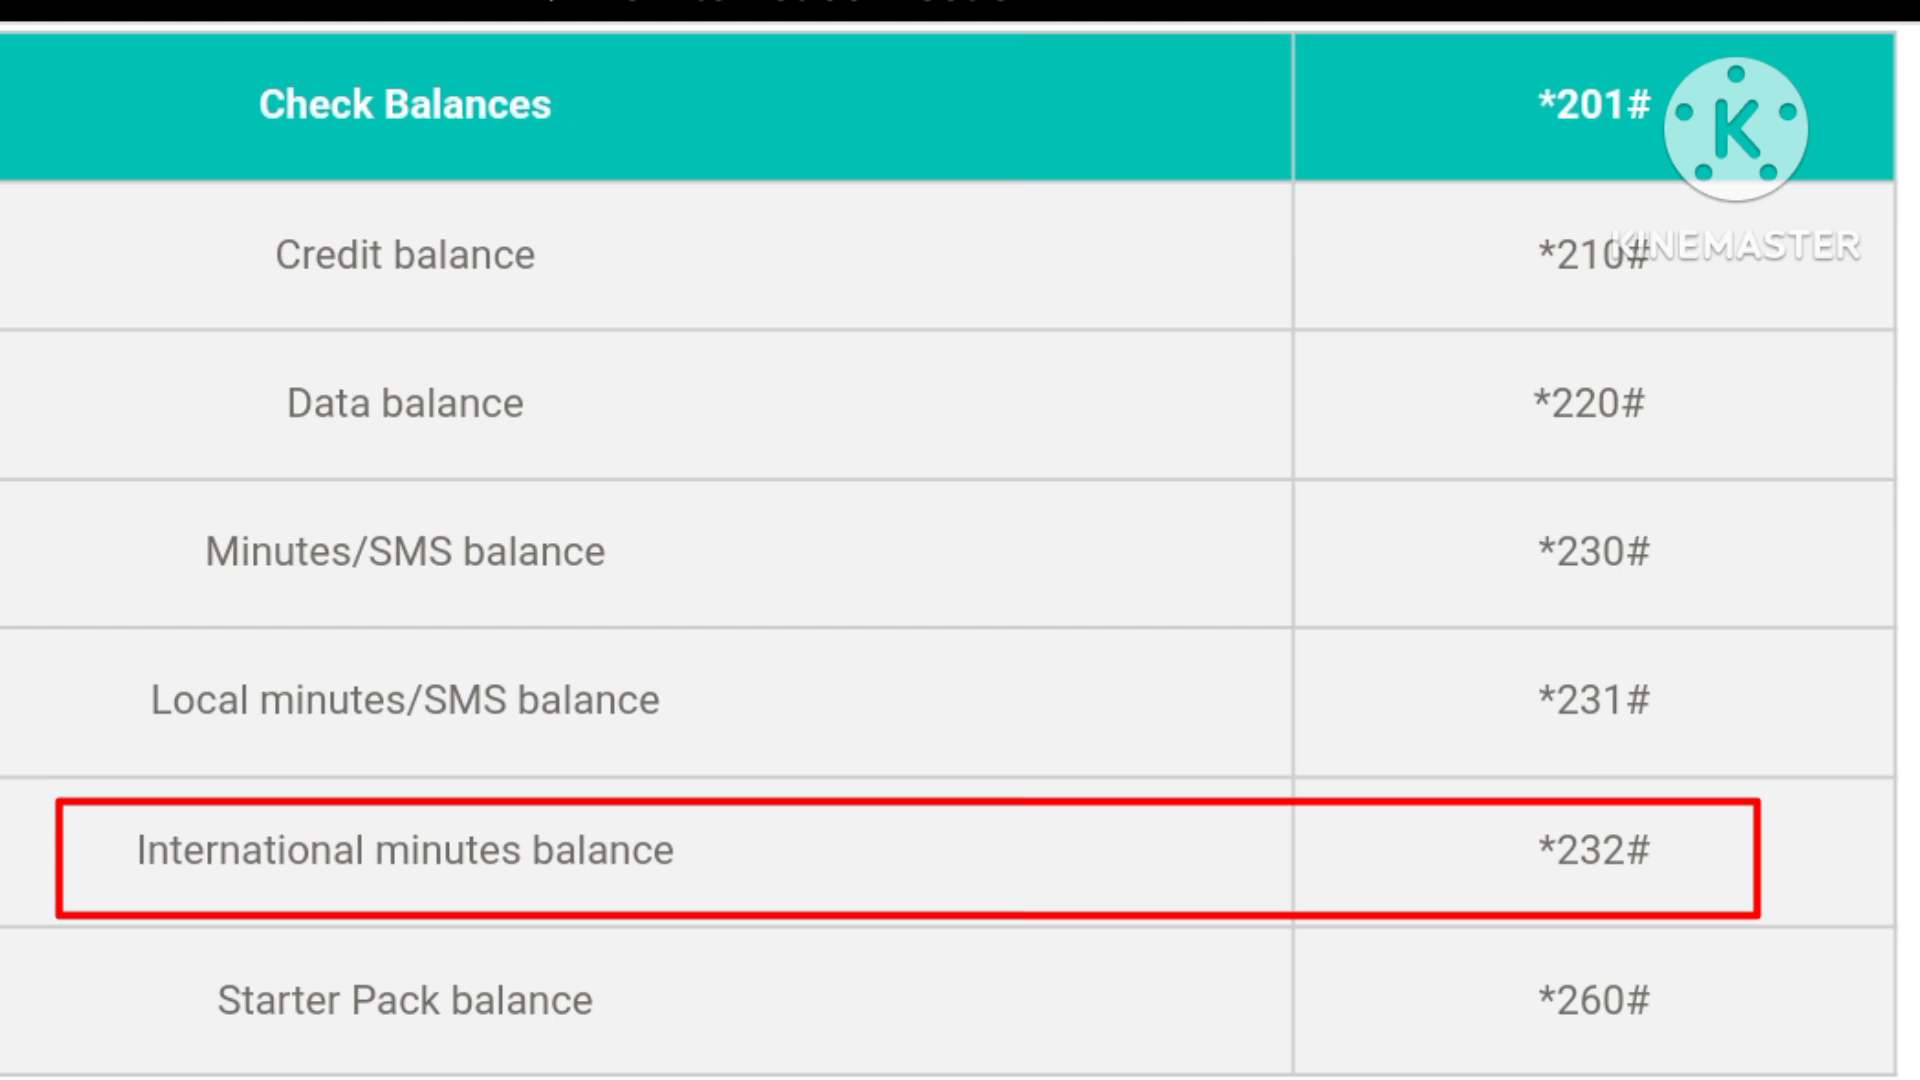 Check Balances *201#
K
KINEMASTER
Credit balance *210#
Data balance *220#
Minutes/SMS balance *230#
Local minutes/SMS balance *231#
International minutes balance *232#
Starter Pack balance *260#